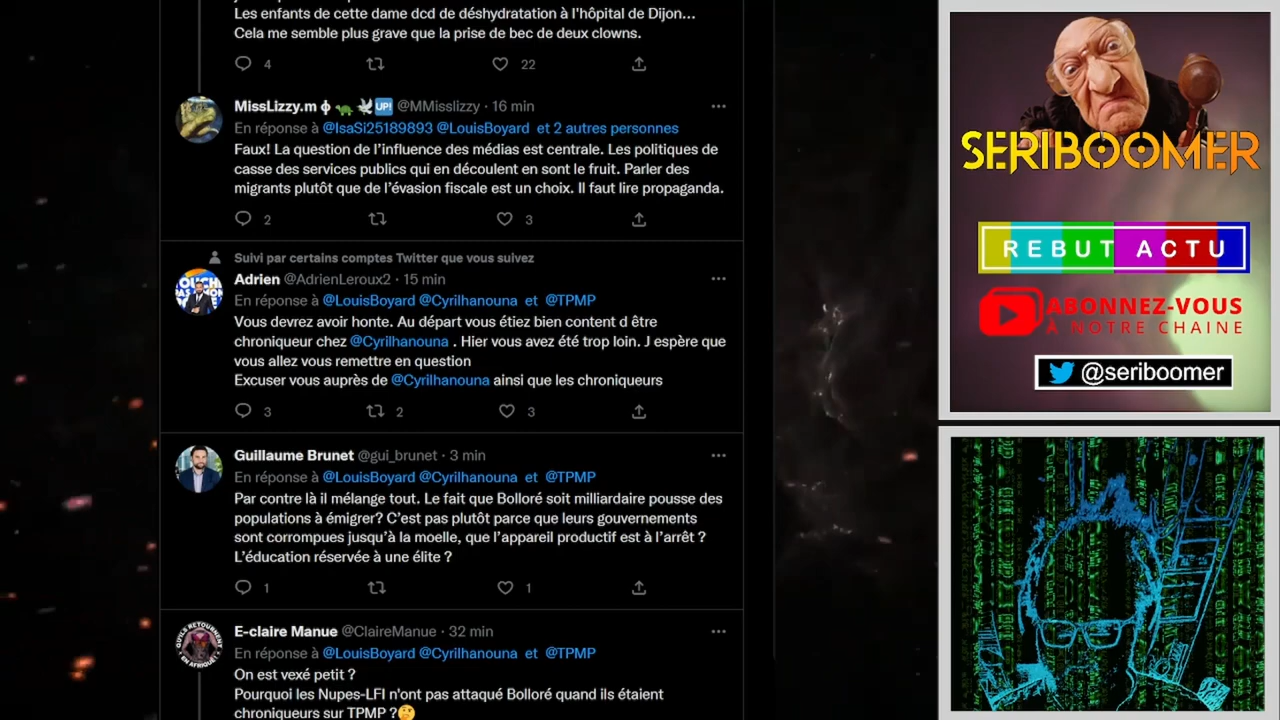 Les enfants de cette dame dcd de déshydratation à l'hôpital de Dijon...
Cela me semble plus grave que la prise de bec de deux clowns.
4 22
MissLizzy.m ф UP! @MMisslizzy · 16 min
En réponse à @IsaSi25189893 @LouisBoyard et 2 autres personnes
Faux! La question de l’influence des médias est centrale. Les politiques de
casse des services publics qui en découlent en sont le fruit. Parler des
migrants plutôt que de l’évasion fiscale est un choix. Il faut lire propaganda.
2 3
Suivi par certains comptes Twitter que vous suivez
Adrien @AdrienLeroux2 · 15 min
En réponse à @LouisBoyard @Cyrilhanouna et @TPMP
Vous devrez avoir honte. Au départ vous étiez bien content d être
chroniqueur chez @Cyrilhanouna . Hier vous avez été trop loin. J espère que
vous allez vous remettre en question
Excuser vous auprès de @Cyrilhanouna ainsi que les chroniqueurs
3 2 3
Guillaume Brunet @gui_brunet · 3 min
En réponse à @LouisBoyard @Cyrilhanouna et @TPMP
Par contre là il mélange tout. Le fait que Bolloré soit milliardaire pousse des
populations à émigrer? C’est pas plutôt parce que leurs gouvernements
sont corrompues jusqu’à la moelle, que l’appareil productif est à l’arrêt ?
L’éducation réservée à une élite ?
1 1
E-claire Manue @ClaireManue · 32 min
En réponse à @LouisBoyard @Cyrilhanouna et @TPMP
On est vexé petit ?
Pourquoi les Nupes-LFI n'ont pas attaqué Bolloré quand ils étaient
chroniqueurs sur TPMP ?🤔
SERIBOOMER
REBUT ACTU
ABONNEZ-VOUS
À NOTRE CHAINE
@seriboomer